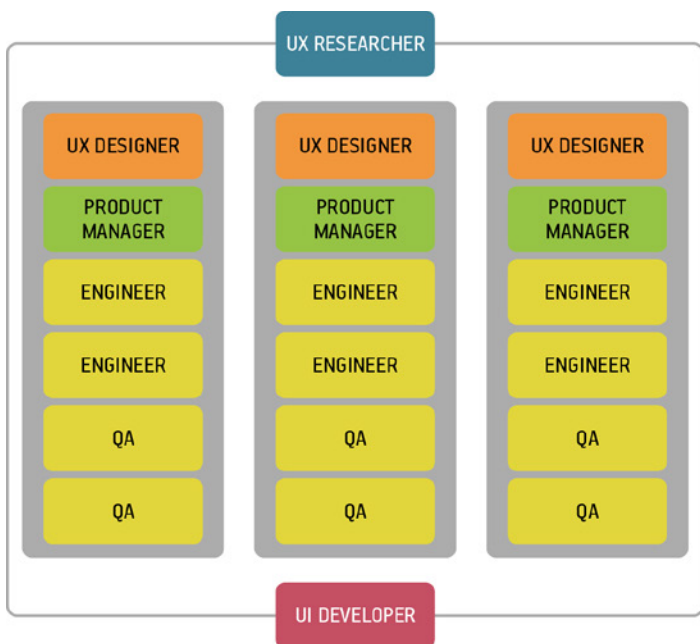 UX RESEARCHER
UX DESIGNER
PRODUCT
MANAGER
ENGINEER
ENGINEER
QA
QA
UX DESIGNER
PRODUCT
MANAGER
ENGINEER
ENGINEER
QA
QA
UX DESIGNER
PRODUCT
MANAGER
ENGINEER
ENGINEER
QA
QA
UI DEVELOPER